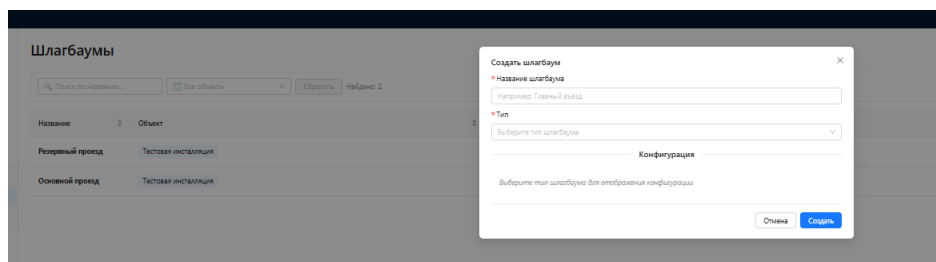 Шлагбаумы
Поиск по названию... Все объекты Сбросить Найдено: 2
Название Объект
Резервный проезд Тестовая инсталляция
Основной проезд Тестовая инсталляция
Создать шлагбаум
* Название шлагбаума
Например: Главный въезд
* Тип
Выберите тип шлагбаума
Конфигурация
Выберите тип шлагбаума для отображения конфигурации
Отмена Создать